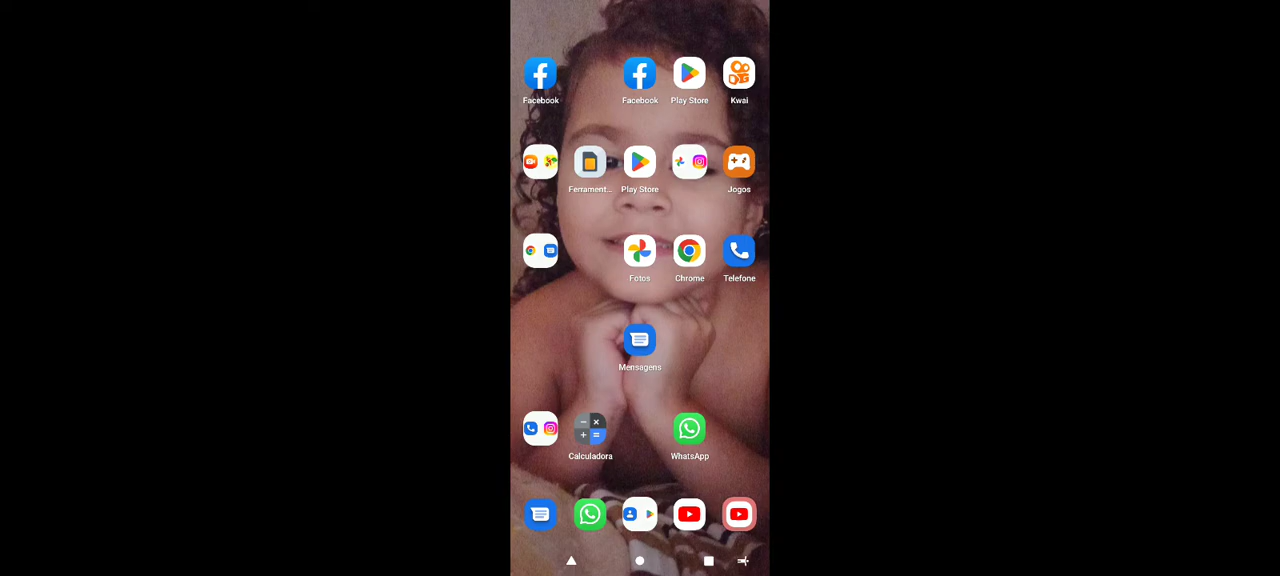 Facebook
Facebook
Play Store
Kwai
Ferrament...
Play Store
Jogos
Fotos
Chrome
Telefone
Mensagens
Calculadora
WhatsApp